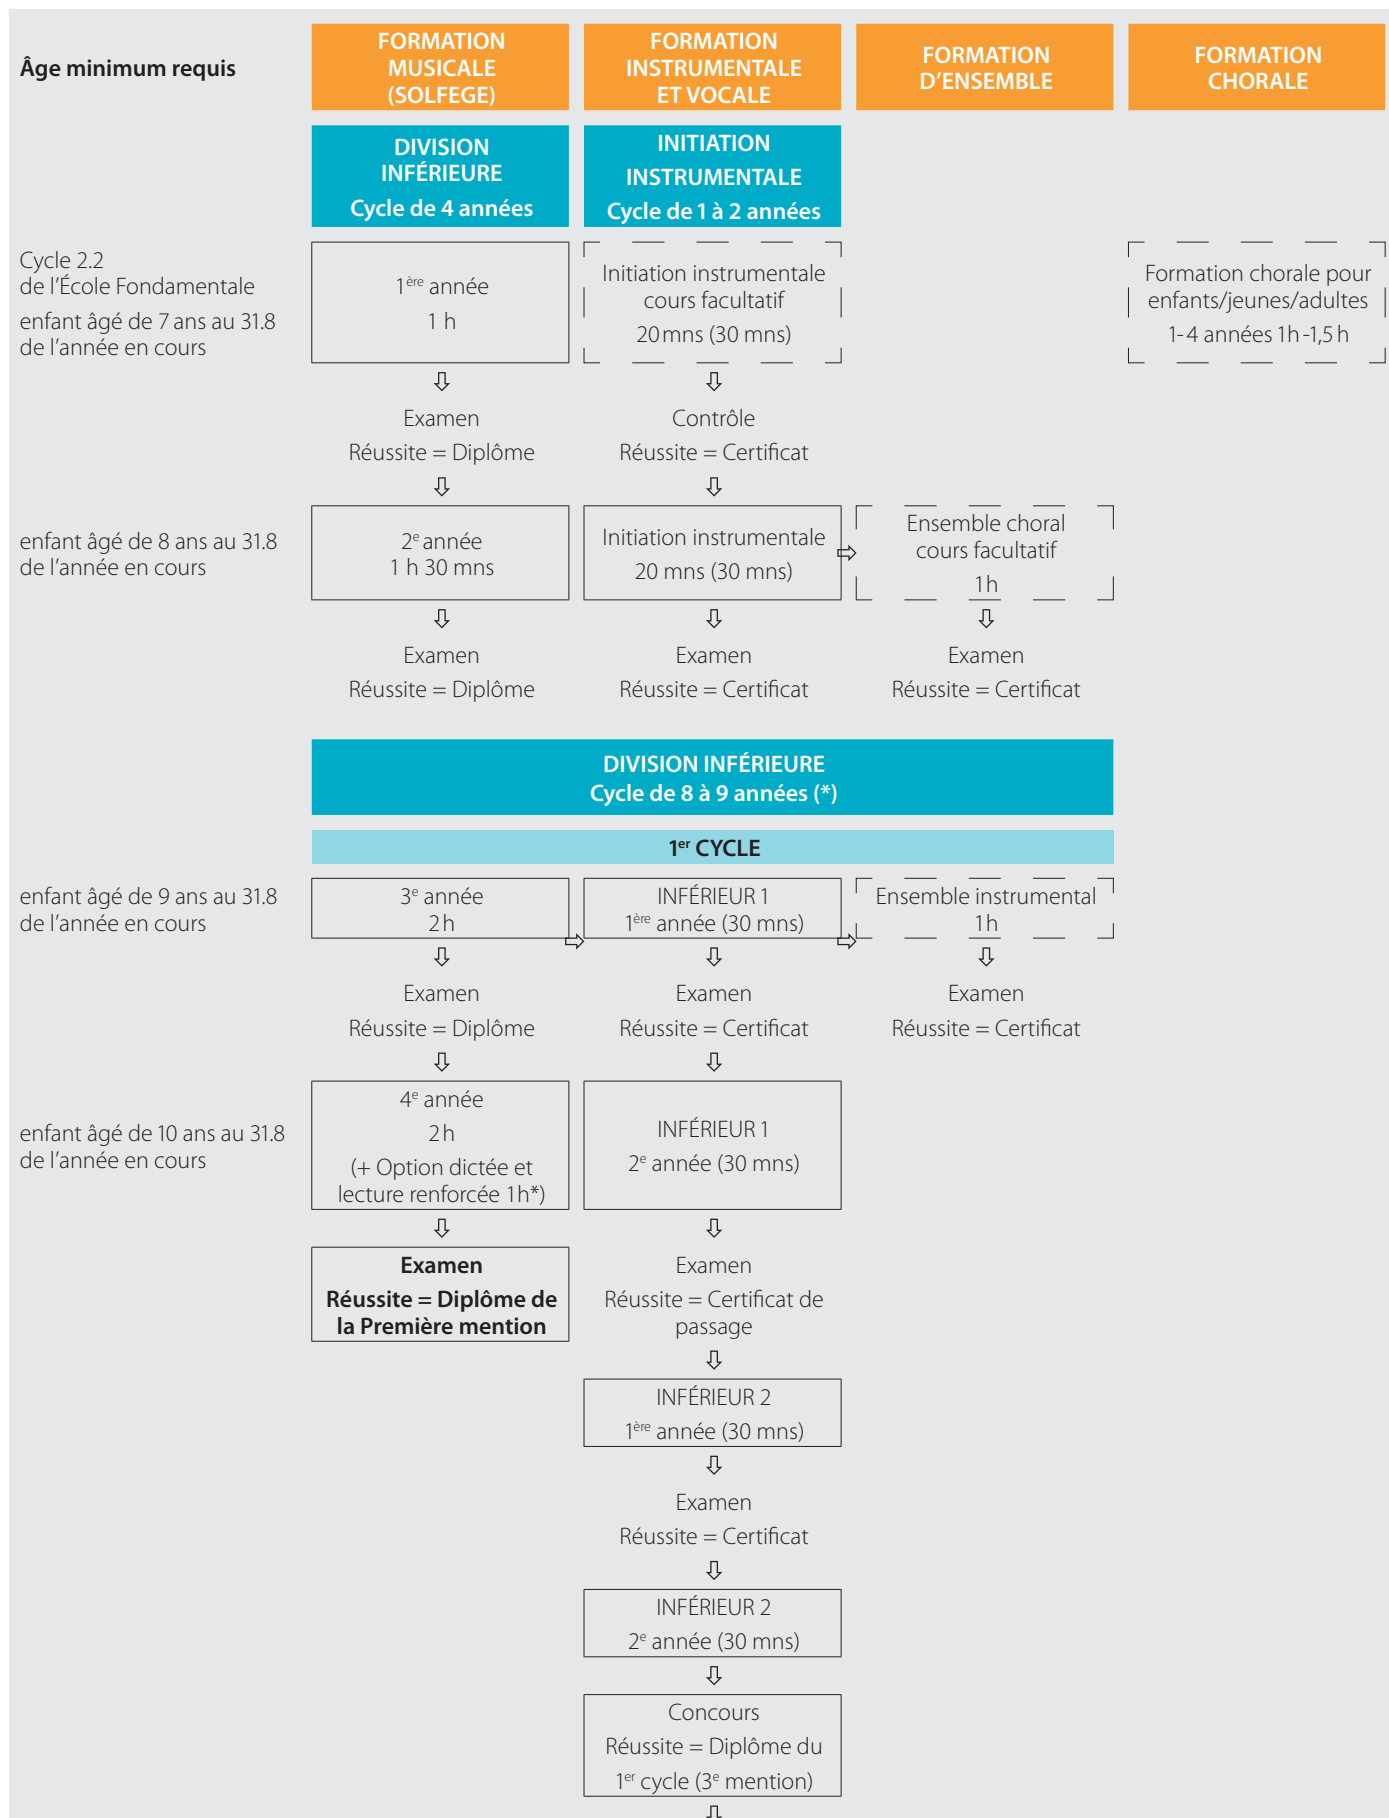 Âge minimum requis
FORMATION
MUSICALE
(SOLFEGE)
FORMATION
INSTRUMENTALE
ET VOCALE
FORMATION
D'ENSEMBLE
FORMATION
CHORALE
DIVISION
INFÉRIEURE
Cycle de 4 années
INITIATION
INSTRUMENTALE
Cycle de 1 à 2 années
Cycle 2.2
de l'École Fondamentale
enfant âgé de 7 ans au 31.8
de l'année en cours
1ère année
1 h
Initiation instrumentale
cours facultatif
20 mns (30 mns)
Formation chorale pour
enfants/jeunes/adultes
1-4 années 1h-1,5 h
Examen
Réussite = Diplôme
Contrôle
Réussite = Certificat
enfant âgé de 8 ans au 31.8
de l'année en cours
2e année
1 h 30 mns
Initiation instrumentale
20 mns (30 mns)
Ensemble choral
cours facultatif
1h
Examen
Réussite = Diplôme
Examen
Réussite = Certificat
Examen
Réussite = Certificat
DIVISION INFÉRIEURE
Cycle de 8 à 9 années (*)
1er CYCLE
enfant âgé de 9 ans au 31.8
de l'année en cours
3e année
2 h
INFÉRIEUR 1
1ère année (30 mns)
Ensemble instrumental
1h
Examen
Réussite = Diplôme
Examen
Réussite = Certificat
Examen
Réussite = Certificat
enfant âgé de 10 ans au 31.8
de l'année en cours
4e année
2 h
(+ Option dictée et
lecture renforcée 1h*)
INFÉRIEUR 1
2e année (30 mns)
Examen
Réussite = Diplôme de
la Première mention
Examen
Réussite = Certificat de
passage
INFÉRIEUR 2
1ère année (30 mns)
Examen
Réussite = Certificat
INFÉRIEUR 2
2e année (30 mns)
Concours
Réussite = Diplôme du
1er cycle (3e mention)